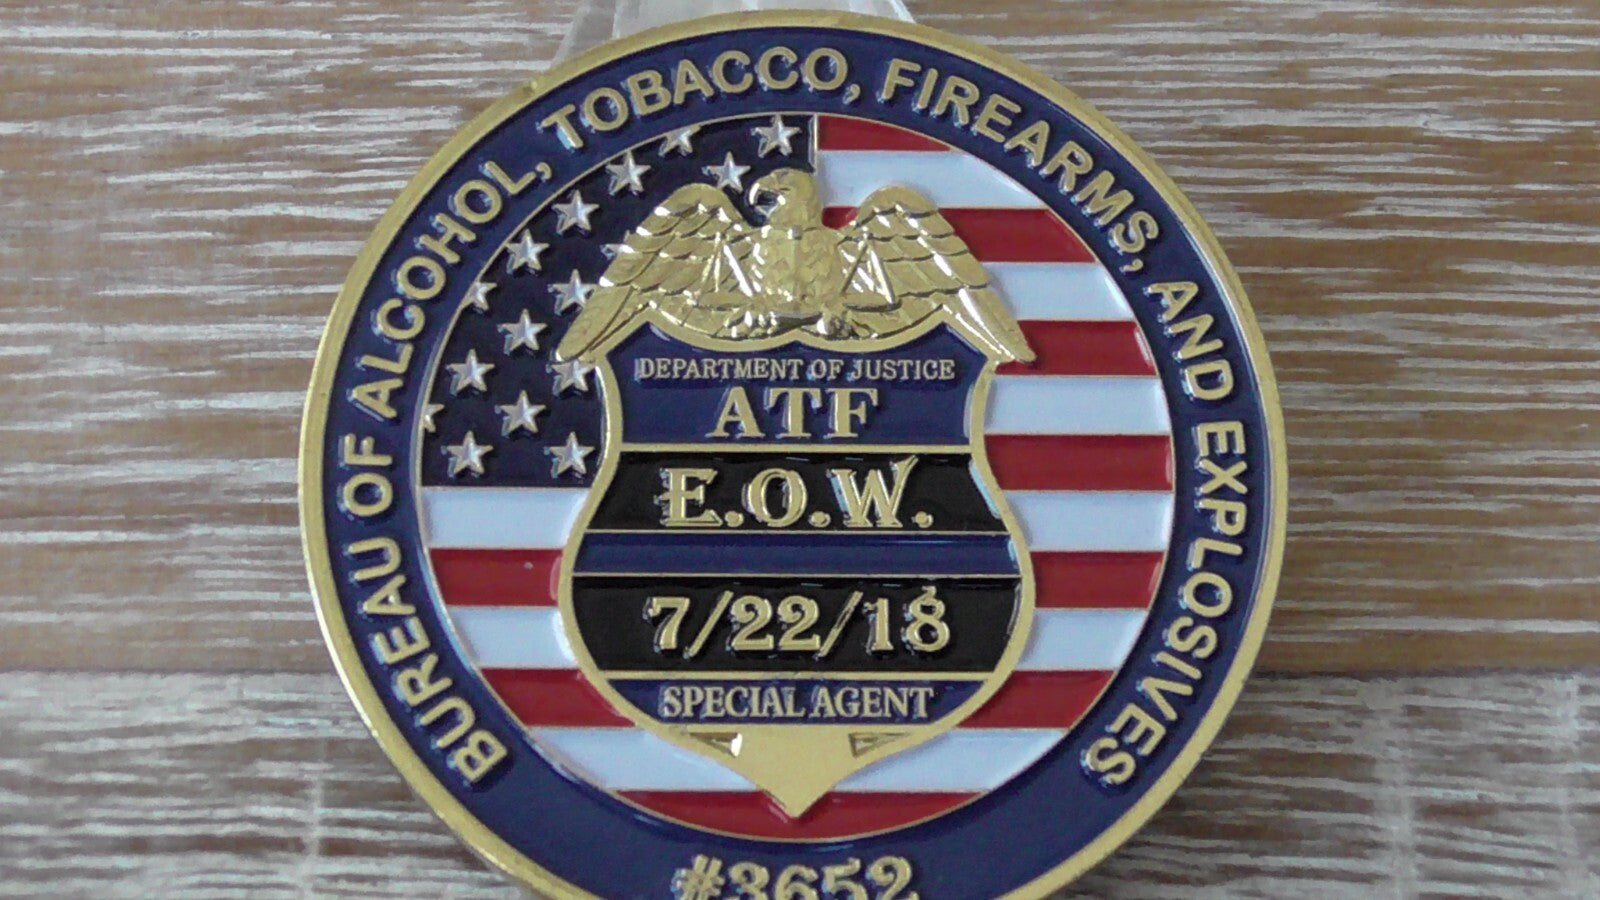 BUREAU OF ALCOHOL, TOBACCO, FIREARMS, AND EXPLOSIVES
DEPARTMENT OF JUSTICE
ATF
E.O.W.
7/22/18
SPECIAL AGENT
#3652